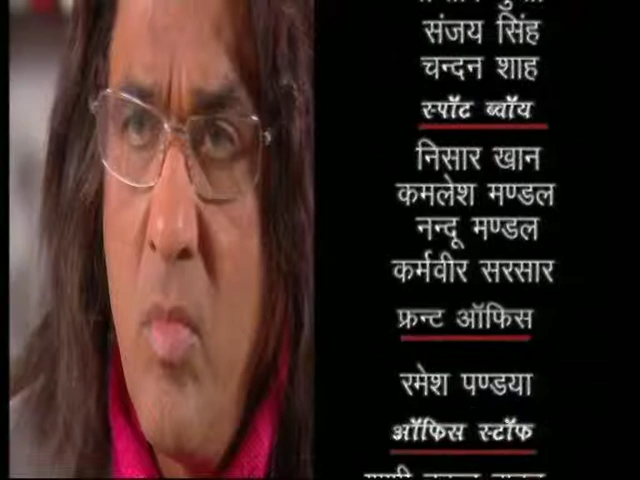 संजय सिंह
चन्दन शाह
स्पॉट ब्वॉय
निसार खान
कमलेश मण्डल
नन्दू मण्डल
कर्मवीर सरसार
फ्रन्ट ऑफिस
रमेश पण्डया
ऑफिस स्टॉफ